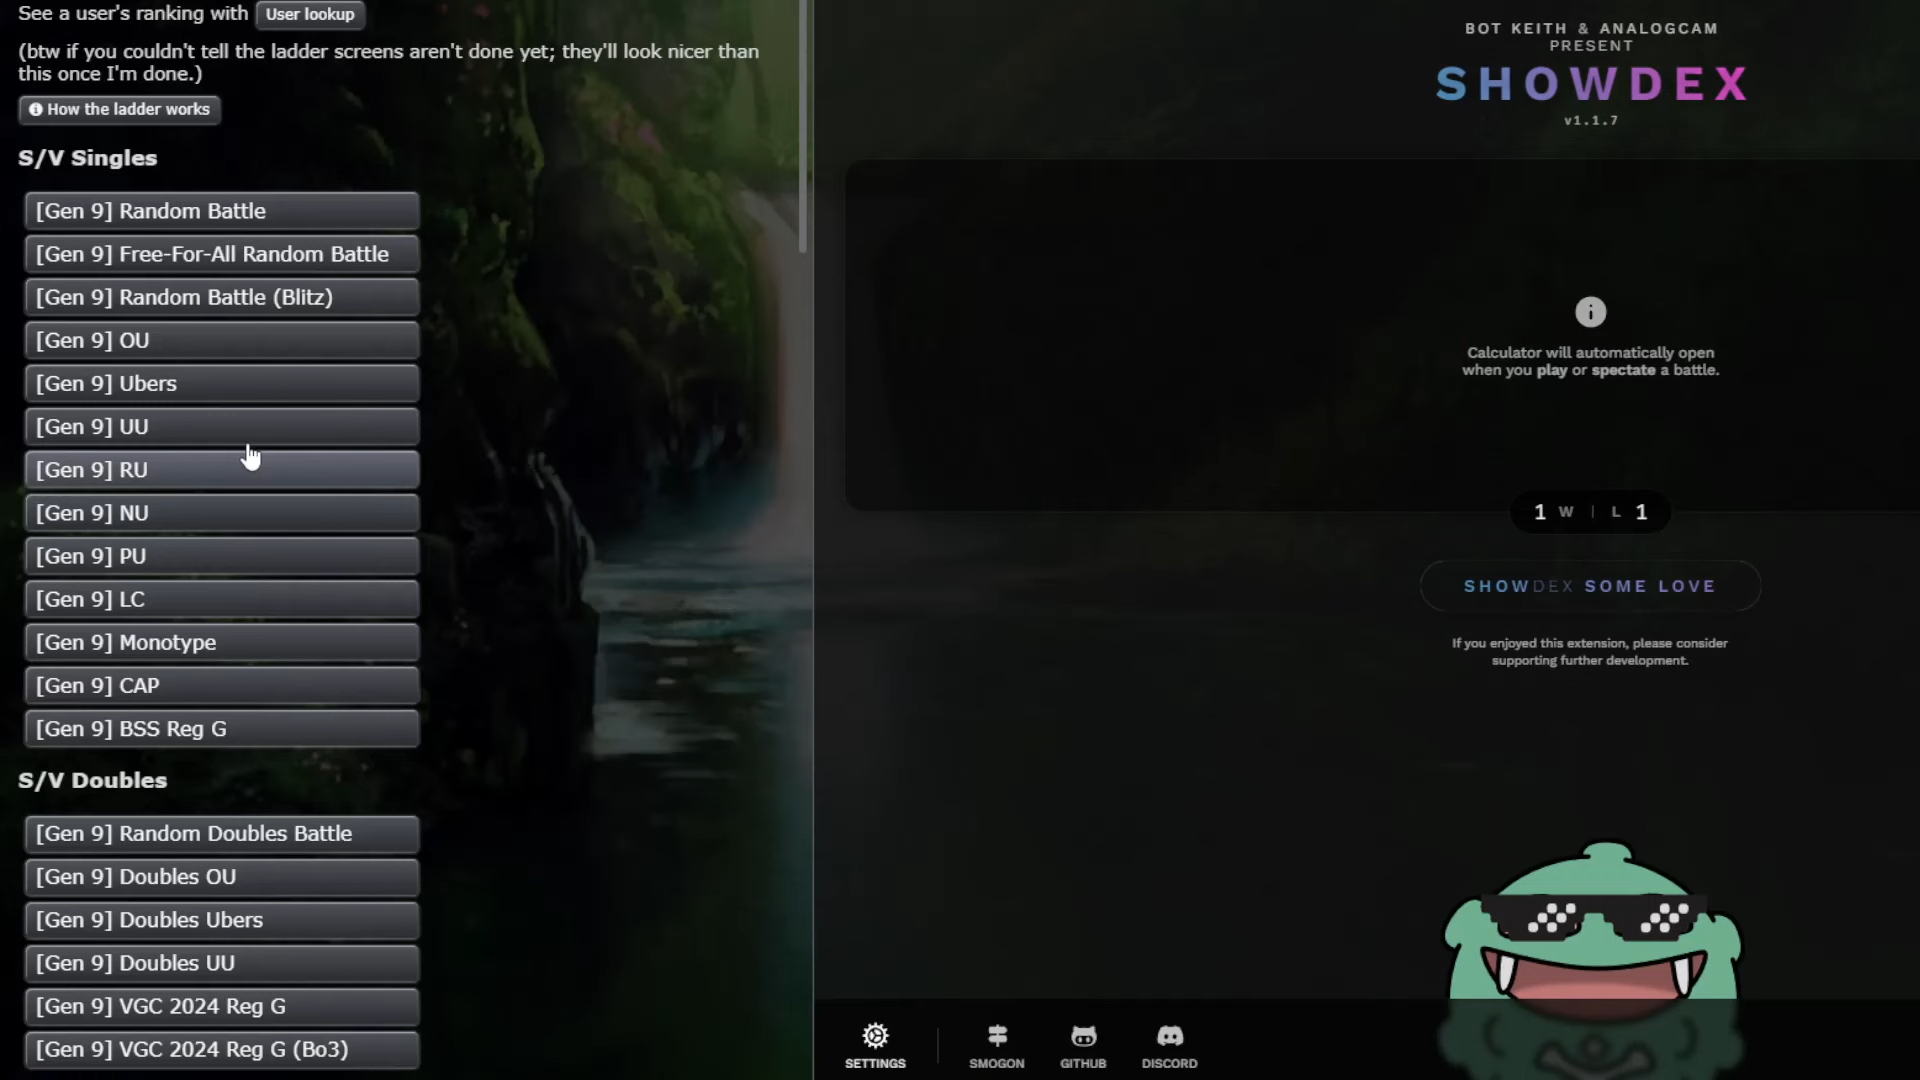 See a user's ranking with User lookup
(btw if you couldn't tell the ladder screens aren't done yet; they'll look nicer than
this once I'm done.)
How the ladder works
S/V Singles
[Gen 9] Random Battle
[Gen 9] Free-For-All Random Battle
[Gen 9] Random Battle (Blitz)
[Gen 9] OU
[Gen 9] Ubers
[Gen 9] UU
[Gen 9] RU
[Gen 9] NU
[Gen 9] PU
[Gen 9] LC
[Gen 9] Monotype
[Gen 9] CAP
[Gen 9] BSS Reg G
S/V Doubles
[Gen 9] Random Doubles Battle
[Gen 9] Doubles OU
[Gen 9] Doubles Ubers
[Gen 9] Doubles UU
[Gen 9] VGC 2024 Reg G
[Gen 9] VGC 2024 Reg G (Bo3)
BOT KEITH & ANALOGCAM
PRESENT
SHOWDEX
v1.1.7
Calculator will automatically open
when you play or spectate a battle.
1 W | L 1
SHOWDEX SOME LOVE
If you enjoyed this extension, please consider
supporting further development.
SETTINGS
SMOGON
GITHUB
DISCORD